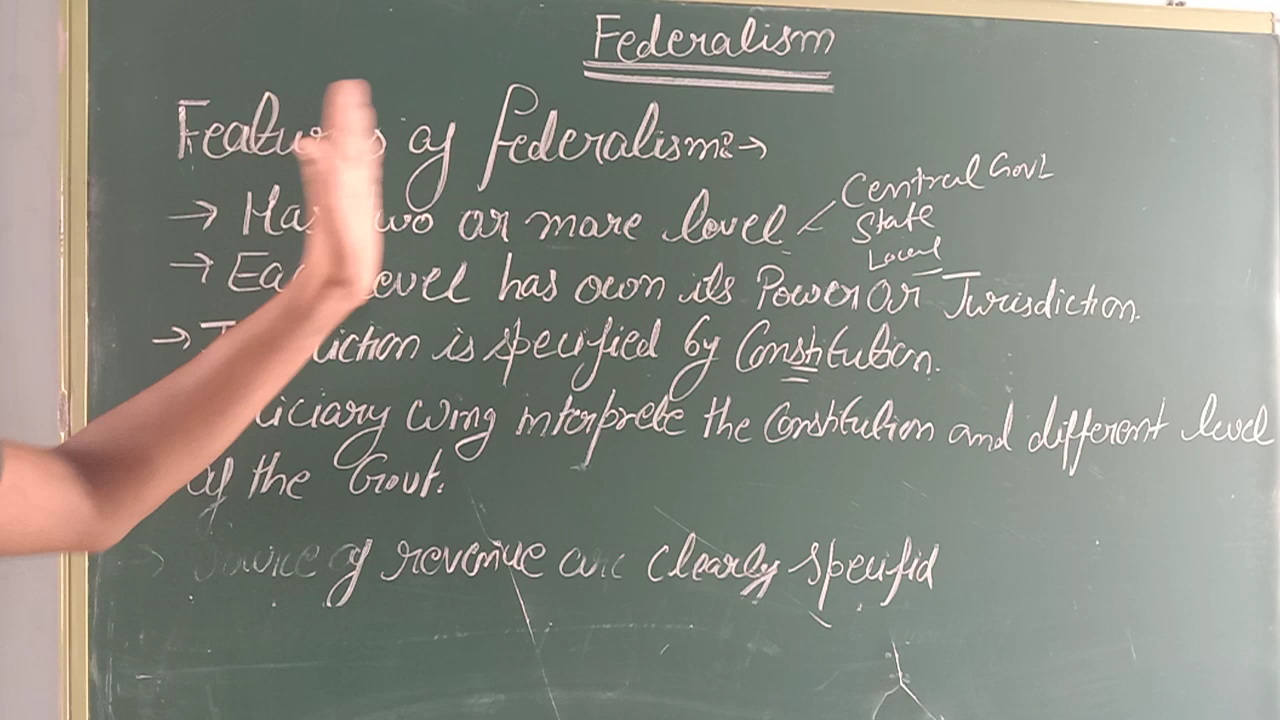 Federalism
Features of federalism:→
→ Has two or more level < Central Govt
State
Local
→ Each level has own its Power or Jurisdiction.
→ Jurisdiction is specified by Constitution.
wing interprete the Constitution and different level
of the Govt.
→ Source of revenue are clearly specified